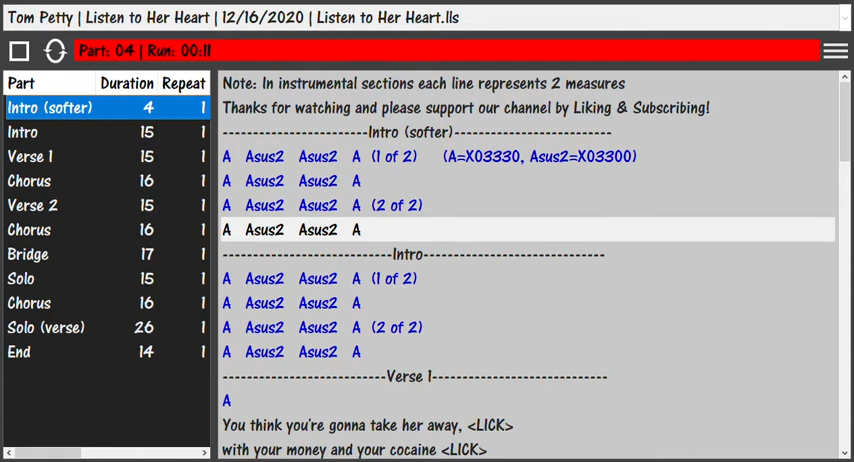 Tom Petty | Listen to Her Heart | 12/16/2020 | Listen to Her Heart.lls
Part: 04 | Run: 00:11
Part Duration Repeat
Intro (softer) 4 1
Intro 15 1
Verse 1 15 1
Chorus 16 1
Verse 2 15 1
Chorus 16 1
Bridge 17 1
Solo 15 1
Chorus 16 1
Solo (verse) 26 1
End 14 1
Note: In instrumental sections each line represents 2 measures
Thanks for watching and please support our channel by Liking & Subscribing!
------------------------Intro (softer)--------------------------
A Asus2 Asus2 A (1 of 2) (A=X03330, Asus2=X03300)
A Asus2 Asus2 A
A Asus2 Asus2 A (2 of 2)
A Asus2 Asus2 A
----------------------------Intro------------------------------
A Asus2 Asus2 A (1 of 2)
A Asus2 Asus2 A
A Asus2 Asus2 A (2 of 2)
A Asus2 Asus2 A
---------------------------Verse 1-----------------------------
A
You think you're gonna take her away, <LICK>
with your money and your cocaine <LICK>